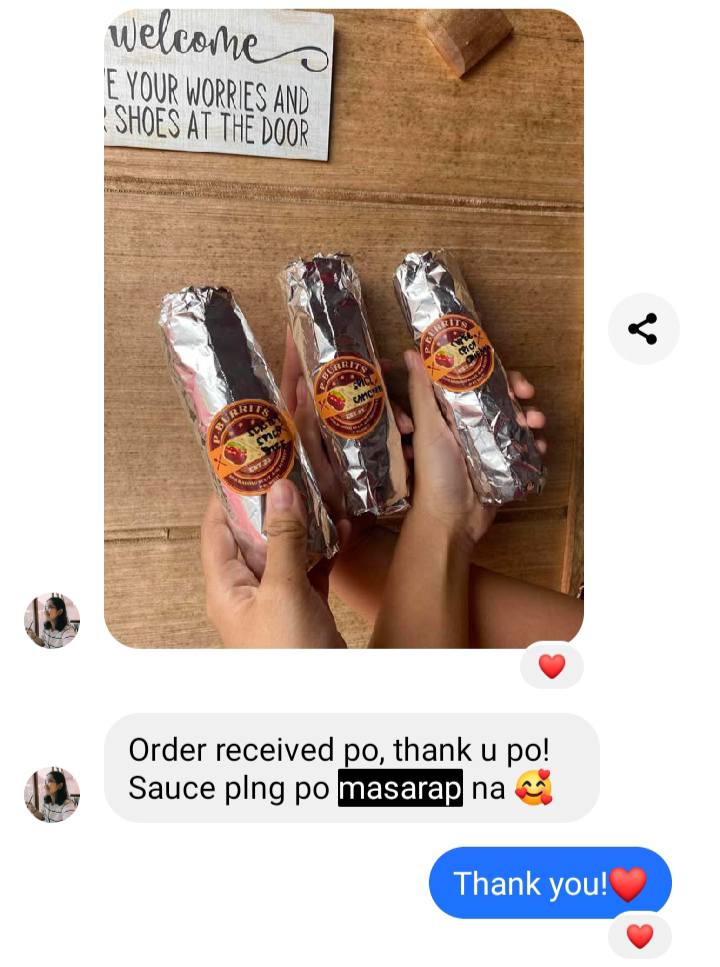 welcome
E YOUR WORRIES AND
SHOES AT THE DOOR
P-BURRITS
P-BURRITS
P-BURRITS
Order received po, thank u po!
Sauce plng po masarap na 🥰
Thank you!❤️